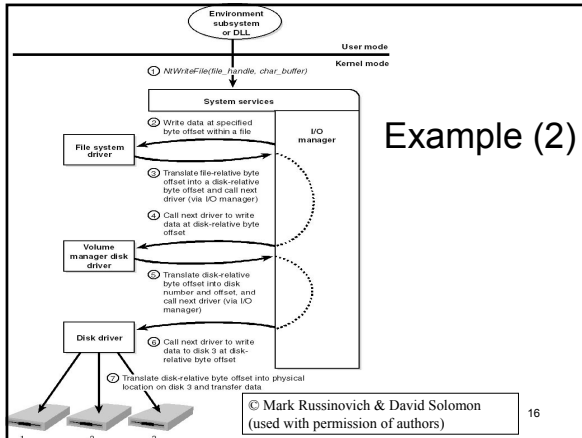 Environment
subsystem
or DLL
User mode
Kernel mode
① NtWriteFile(file_handle, char_buffer)
System services
② Write data at specified
byte offset within a file
I/O
manager
Example (2)
File system
driver
③ Translate file-relative byte
offset into a disk-relative
byte offset and call next
driver (via I/O manager)
④ Call next driver to write
data at disk-relative byte
offset
Volume
manager disk
driver
⑤ Translate disk-relative
byte offset into disk
number and offset, and
call next driver (via I/O
manager)
Disk driver
⑥ Call next driver to write
data to disk 3 at disk-
relative byte offset
⑦ Translate disk-relative byte offset into physical
location on disk 3 and transfer data
© Mark Russinovich & David Solomon
(used with permission of authors)
16